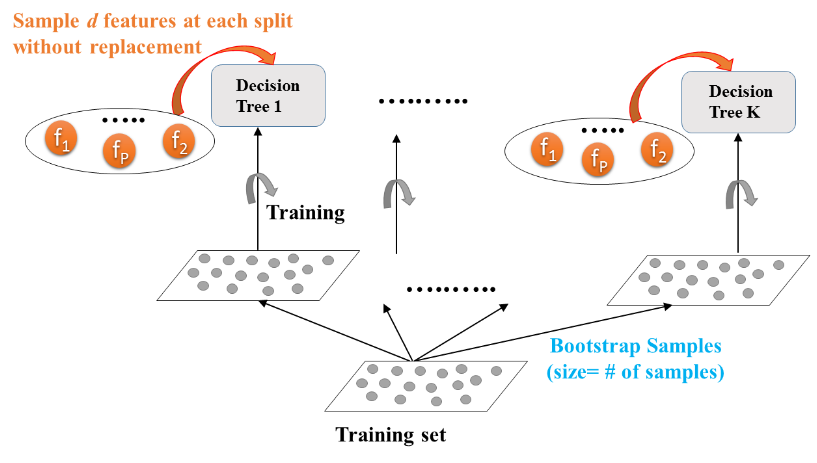 Sample d features at each split
without replacement
Decision
Tree 1
Decision
Tree K
f1
fP
f2
f1
fP
f2
Training
Bootstrap Samples
(size= # of samples)
Training set